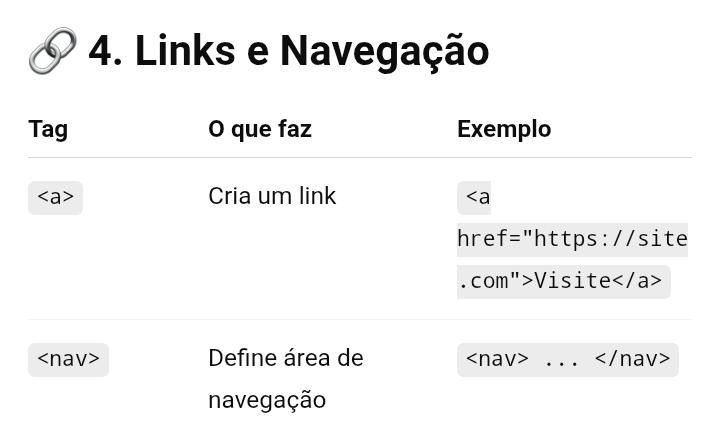 🔗 4. Links e Navegação
Tag O que faz Exemplo
<a> Cria um link <a
href="https://site
.com">Visite</a>
<nav> Define área de <nav> ... </nav>
navegação